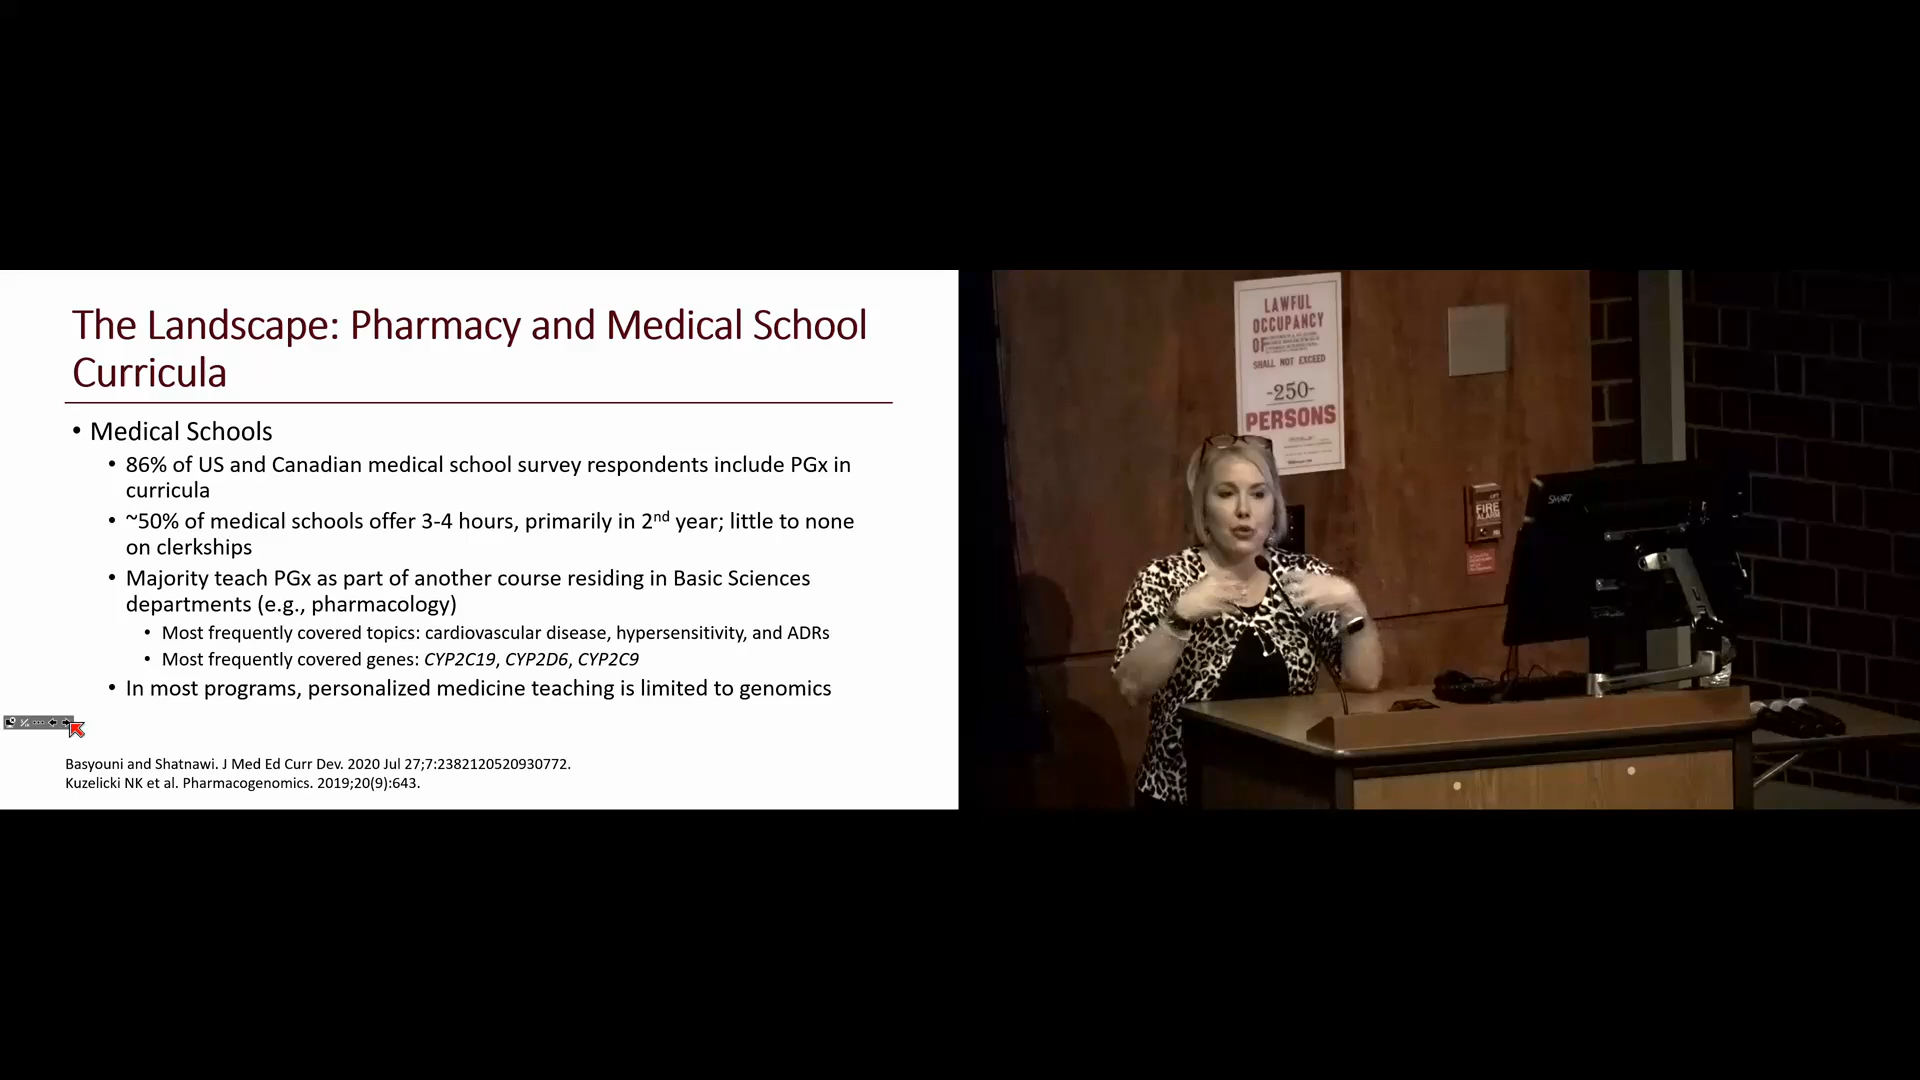 The Landscape: Pharmacy and Medical School
Curricula
• Medical Schools
• 86% of US and Canadian medical school survey respondents include PGx in
curricula
• ~50% of medical schools offer 3-4 hours, primarily in 2nd year; little to none
on clerkships
• Majority teach PGx as part of another course residing in Basic Sciences
departments (e.g., pharmacology)
• Most frequently covered topics: cardiovascular disease, hypersensitivity, and ADRs
• Most frequently covered genes: CYP2C19, CYP2D6, CYP2C9
• In most programs, personalized medicine teaching is limited to genomics
Basyouni and Shatnawi. J Med Ed Curr Dev. 2020 Jul 27;7:2382120520930772.
Kuzelicki NK et al. Pharmacogenomics. 2019;20(9):643.
LAWFUL
OCCUPANCY
OF
SHALL NOT EXCEED
-250-
PERSONS
FIRE
ALARM
SMART